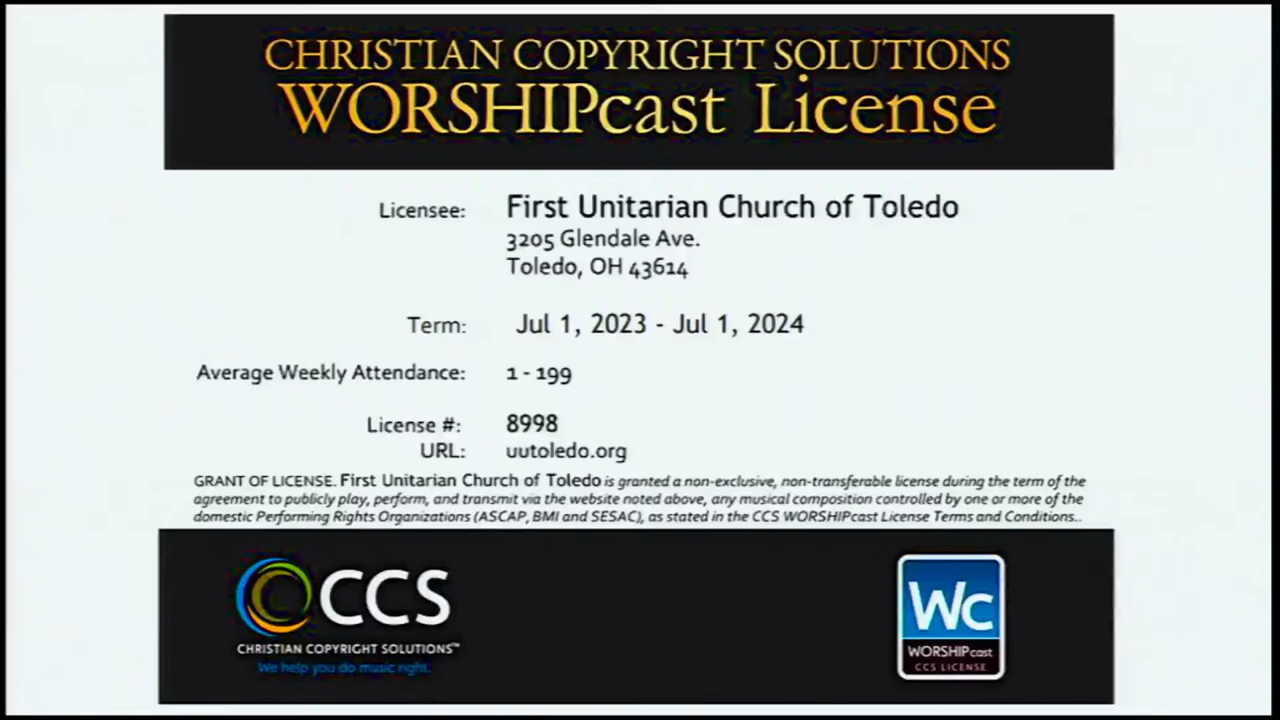 CHRISTIAN COPYRIGHT SOLUTIONS
WORSHIPcast License
Licensee: First Unitarian Church of Toledo
3205 Glendale Ave.
Toledo, OH 43614
Term: Jul 1, 2023 - Jul 1, 2024
Average Weekly Attendance: 1 - 199
License #: 8998
URL: uutoledo.org
GRANT OF LICENSE. First Unitarian Church of Toledo is granted a non-exclusive, non-transferable license during the term of the
agreement to publicly play, perform, and transmit via the website noted above, any musical composition controlled by one or more of the
domestic Performing Rights Organizations (ASCAP, BMI and SESAC), as stated in the CCS WORSHIPcast License Terms and Conditions..
CCS
CHRISTIAN COPYRIGHT SOLUTIONS™
We help you do music right.
Wc
WORSHIPcast
CCS LICENSE